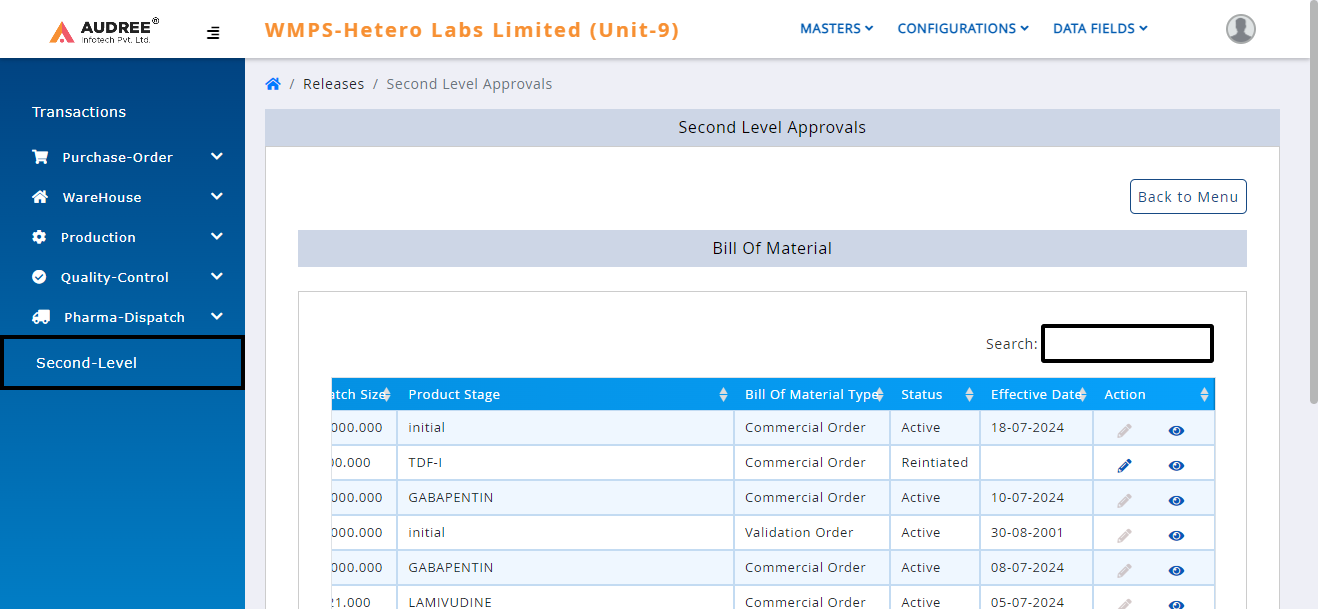 AUDREE®
Infotech Pvt. Ltd.
WMPS-Hetero Labs Limited (Unit-9)
MASTERS CONFIGURATIONS DATA FIELDS
/ Releases / Second Level Approvals
Transactions
Purchase-Order
WareHouse
Production
Quality-Control
Pharma-Dispatch
Second-Level
Second Level Approvals
Back to Menu
Bill Of Material
Search:
atch Size Product Stage Bill Of Material Type Status Effective Date Action
000.000 initial Commercial Order Active 18-07-2024
00.000 TDF-I Commercial Order Reintiated
000.000 GABAPENTIN Commercial Order Active 10-07-2024
000.000 initial Validation Order Active 30-08-2001
000.000 GABAPENTIN Commercial Order Active 08-07-2024
21.000 LAMIVUDINE Commercial Order Active 05-07-2024